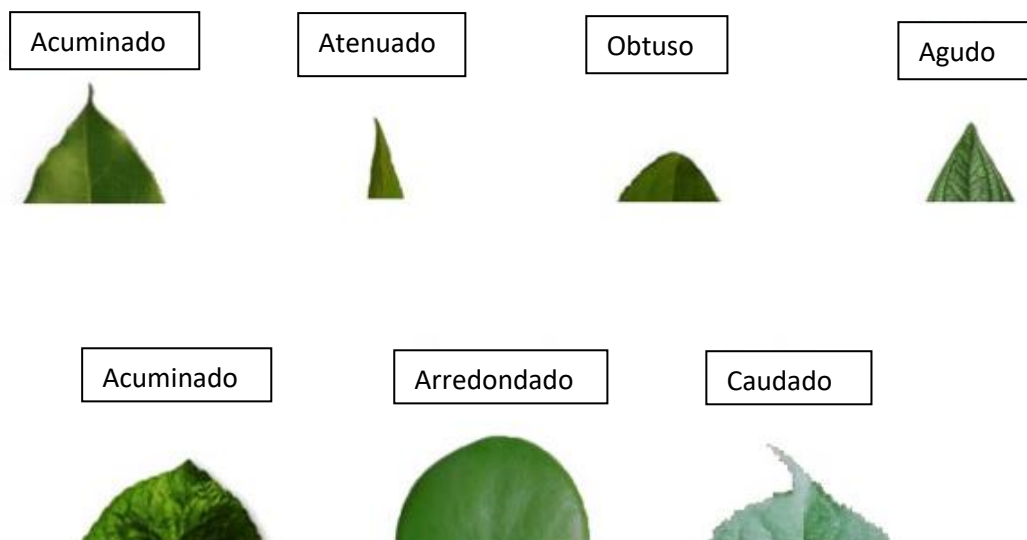 Acuminado
Atenuado
Obtuso
Agudo
Acuminado
Arredondado
Caudado